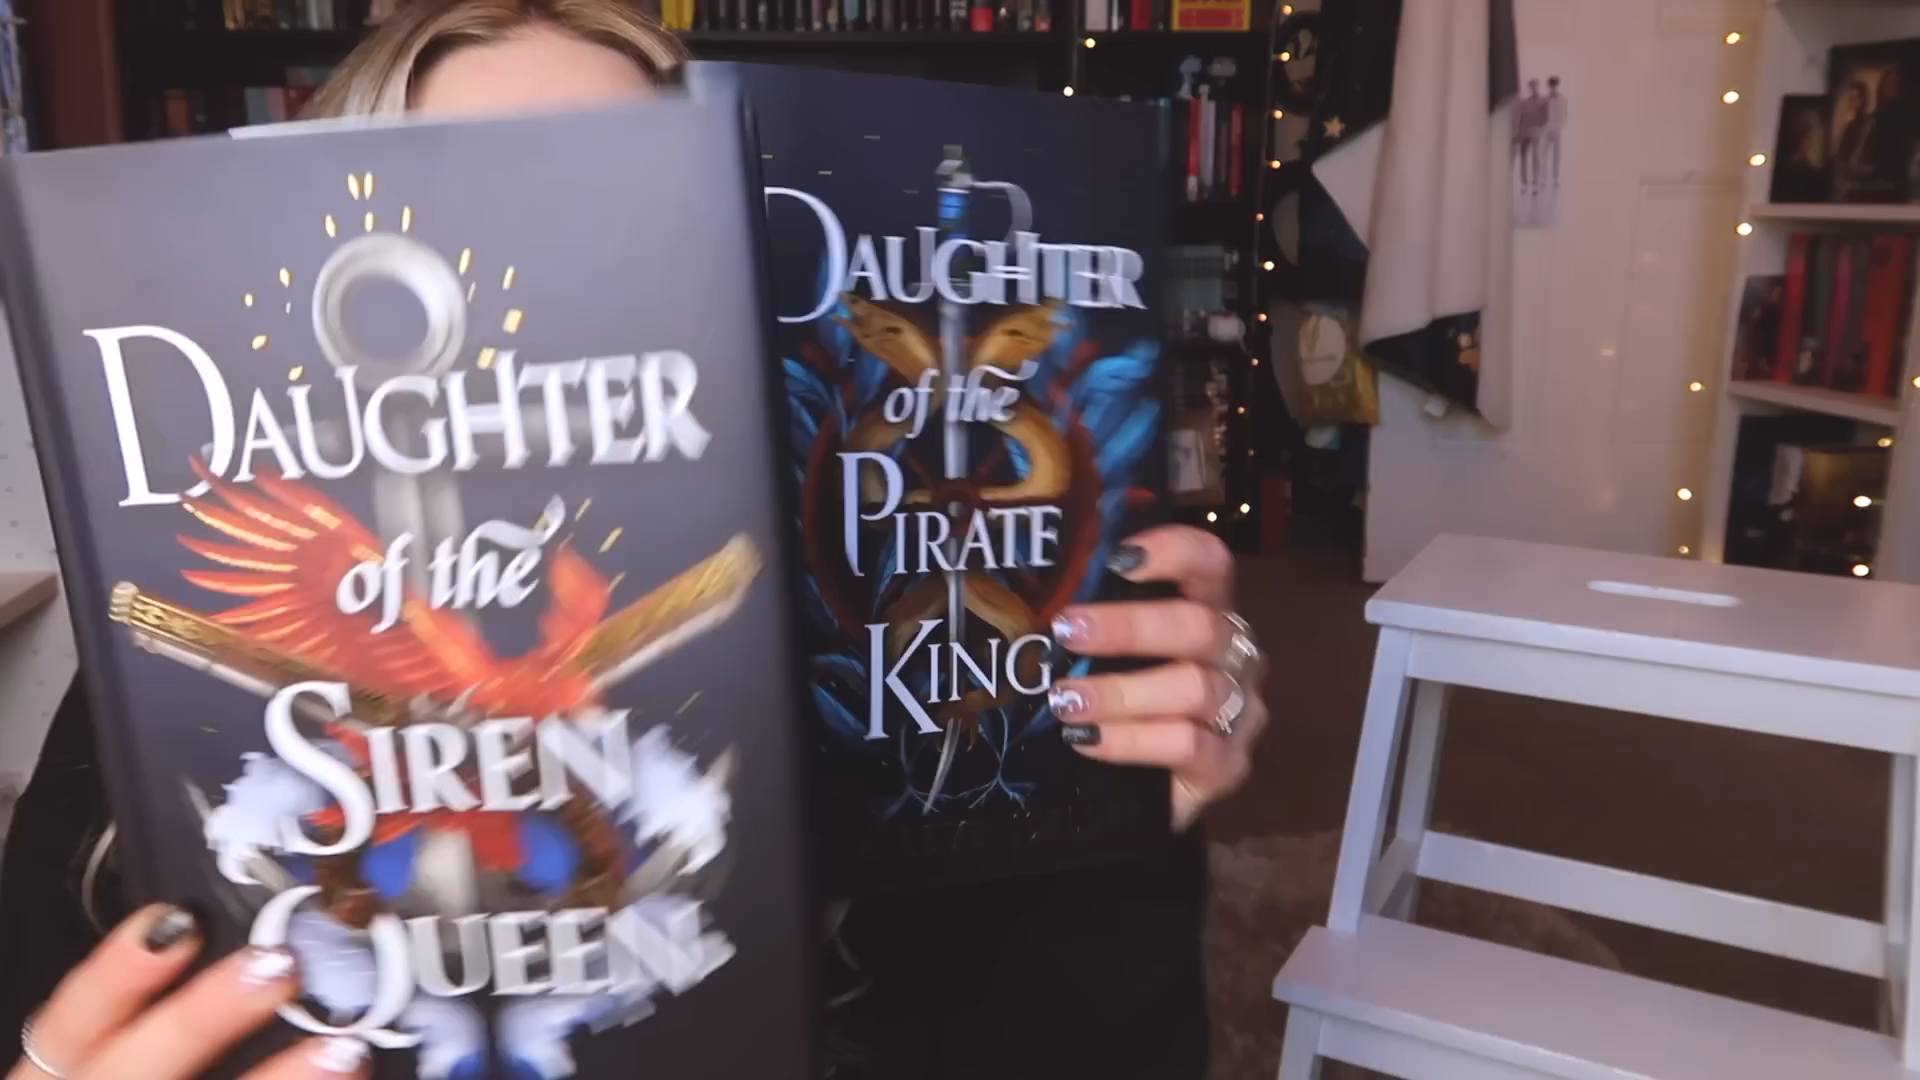 DAUGHTER
of the
SIREN
QUEEN
DAUGHTER
of the
PIRATE
KING